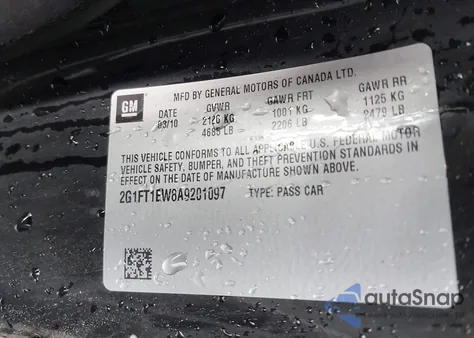 MFD BY GENERAL MOTORS OF CANADA LTD.
GM
DATE GVWR GAWR FRT GAWR RR
03/10 2126 KG 1001 KG 1125 KG
4685 LB 2206 LB 2479 LB
THIS VEHICLE CONFORMS TO ALL APPLICABLE U.S. FEDERAL MOTOR
VEHICLE SAFETY, BUMPER, AND THEFT PREVENTION STANDARDS IN
EFFECT ON THE DATE OF MANUFACTURE SHOWN ABOVE.
2G1FT1EW8A9201097 TYPE: PASS CAR
autaSnap